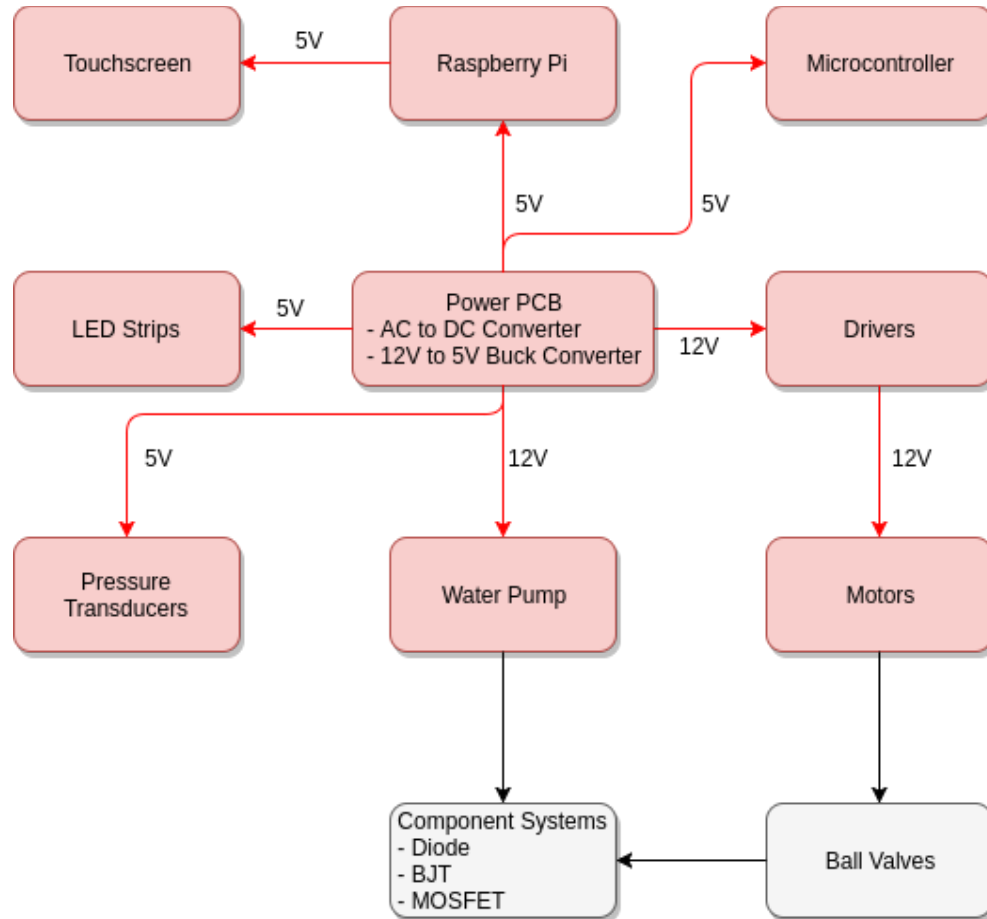 5V
Touchscreen
Raspberry Pi
Microcontroller
5V
5V
Power PCB
- AC to DC Converter
- 12V to 5V Buck Converter
5V
LED Strips
Drivers
12V
5V
12V
12V
Pressure
Transducers
Water Pump
Motors
Component Systems
- Diode
- BJT
- MOSFET
Ball Valves